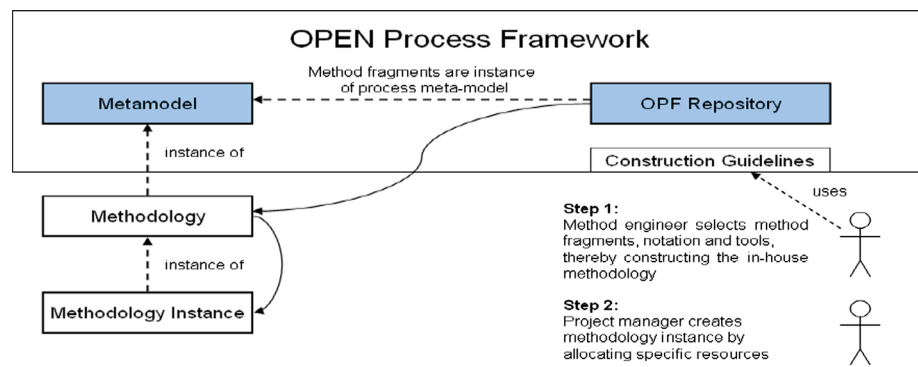 OPEN Process Framework
Method fragments are instance
of process meta-model
Metamodel
OPF Repository
instance of
Construction Guidelines
uses
Methodology
Step 1:
Method engineer selects method
fragments, notation and tools,
thereby constructing the in-house
methodology
instance of
Methodology Instance
Step 2:
Project manager creates
methodology instance by
allocating specific resources